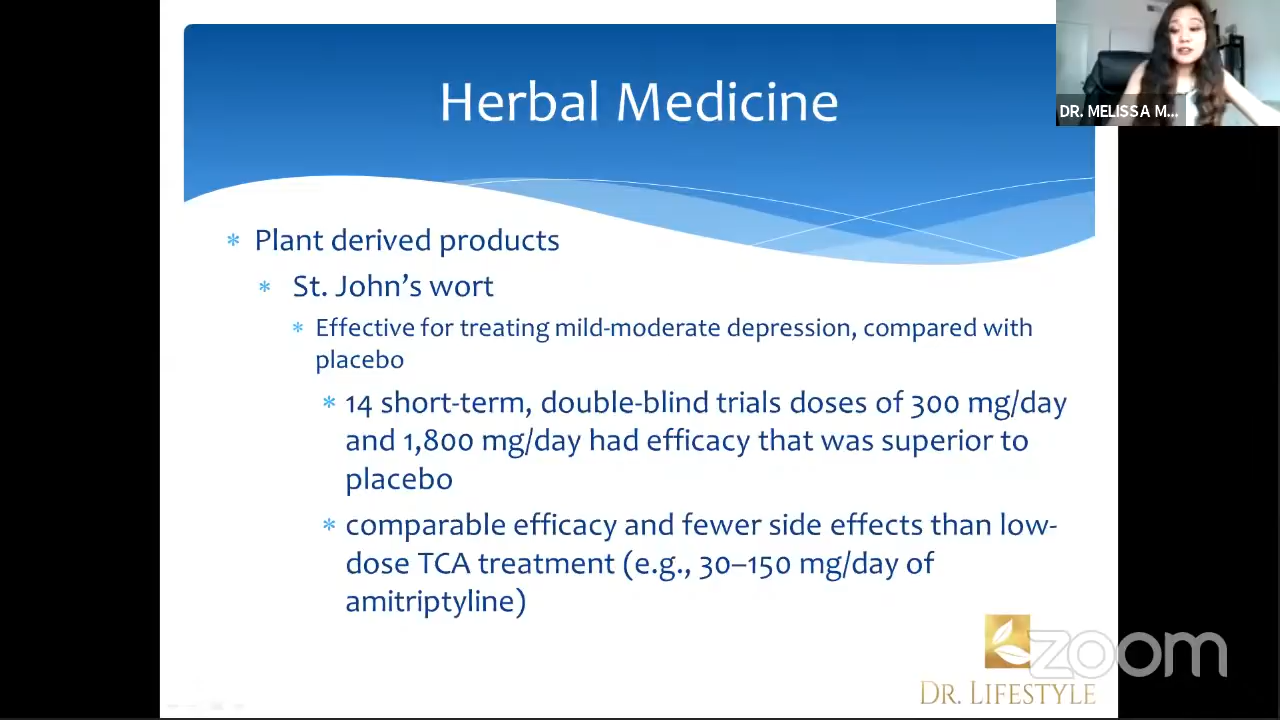 Herbal Medicine
DR. MELISSA M...
* Plant derived products
* St. John's wort
* Effective for treating mild-moderate depression, compared with
placebo
* 14 short-term, double-blind trials doses of 300 mg/day
and 1,800 mg/day had efficacy that was superior to
placebo
* comparable efficacy and fewer side effects than low-
dose TCA treatment (e.g., 30–150 mg/day of
amitriptyline)
zoom
DR. LIFESTYLE